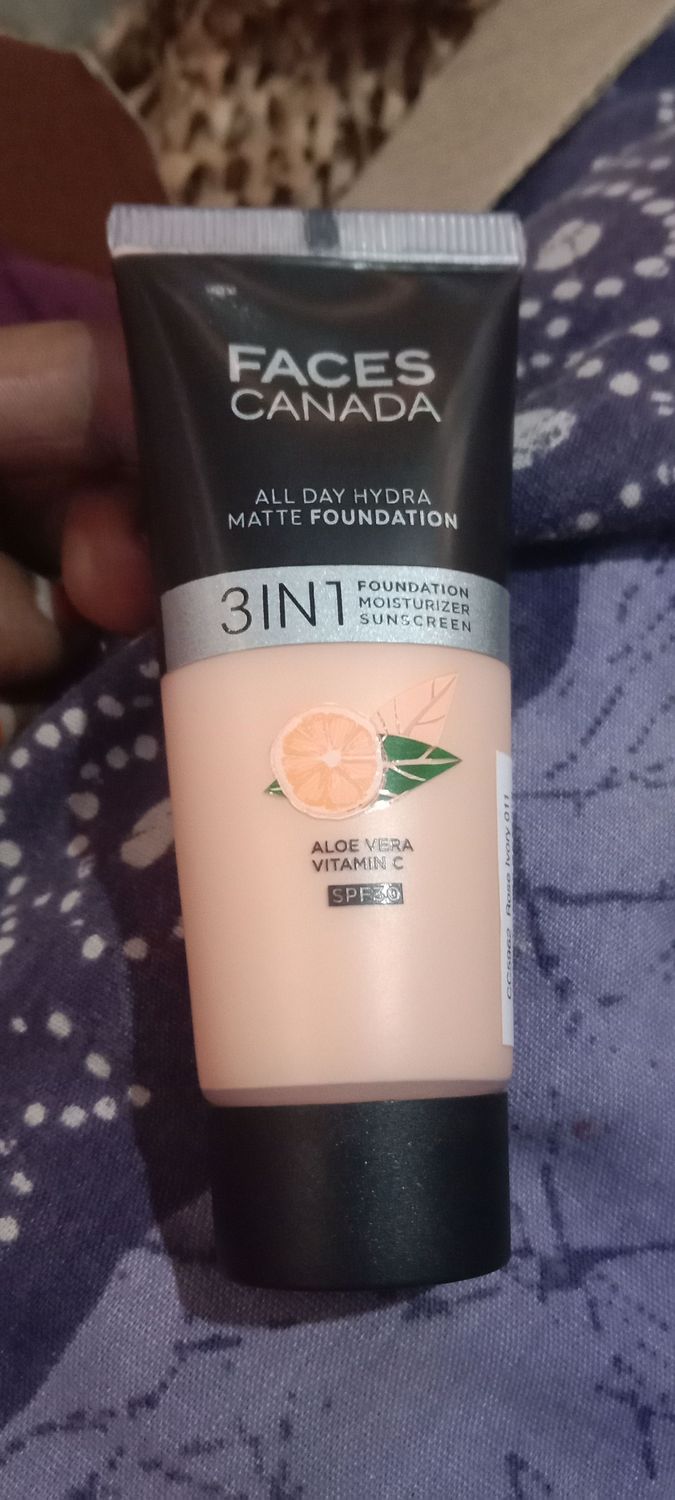 FACES
CANADA
ALL DAY HYDRA
MATTE FOUNDATION
3IN1
FOUNDATION
MOISTURIZER
SUNSCREEN
ALOE VERA
VITAMIN C
SPF30
Rose Ivory 011